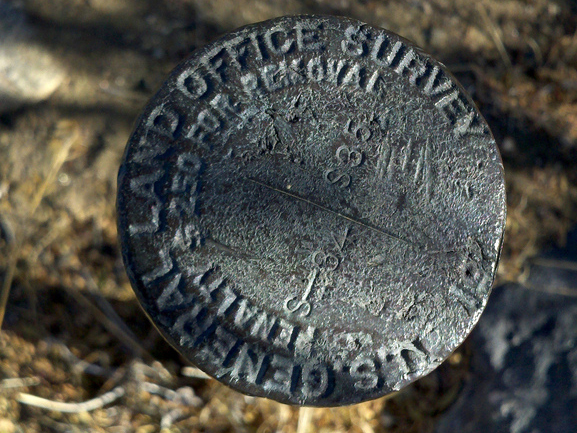 U.S. GENERAL LAND OFFICE SURVEY
PENALTY $250 FOR REMOVAL
S35